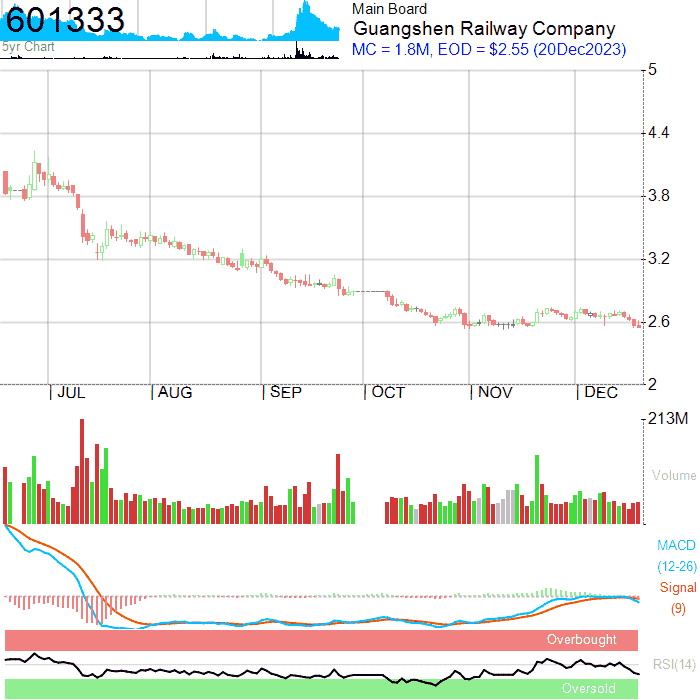 601333
5yr Chart
Main Board
Guangshen Railway Company
MC = 1.8M, EOD = $2.55 (20Dec2023)
5
4.4
3.8
3.2
2.6
2
JUL
AUG
SEP
OCT
NOV
DEC
213M
Volume
MACD
(12-26)
Signal
(9)
Overbought
RSI(14)
Oversold